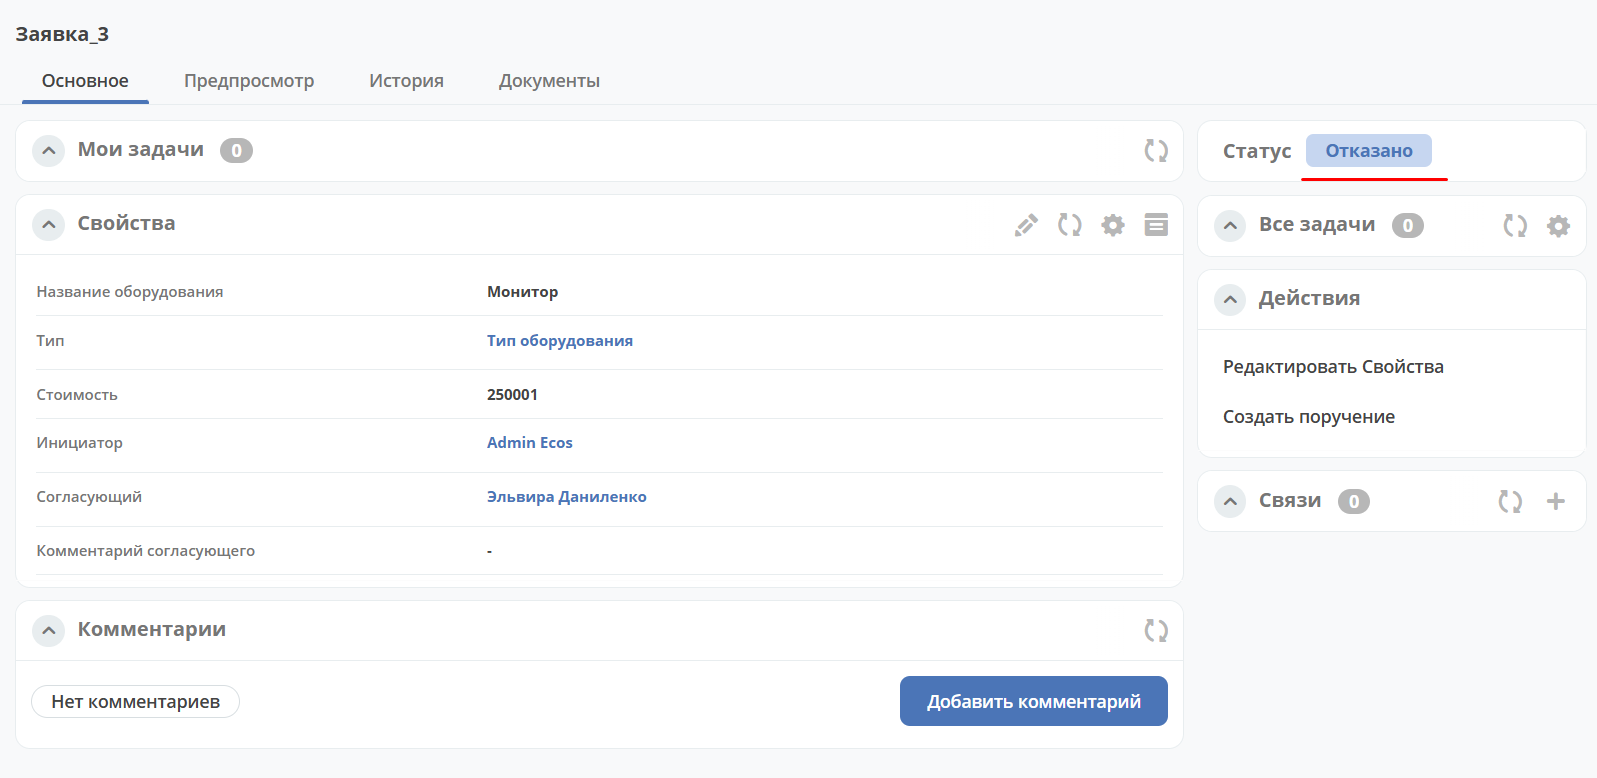 Заявка_3
Основное Предпросмотр История Документы
Мои задачи 0
Свойства
Название оборудования Монитор
Тип Тип оборудования
Стоимость 250001
Инициатор Admin Ecos
Согласующий Эльвира Даниленко
Комментарий согласующего -
Комментарии
Нет комментариев Добавить комментарий
Статус Отказано
Все задачи 0
Действия
Редактировать Свойства
Создать поручение
Связи 0